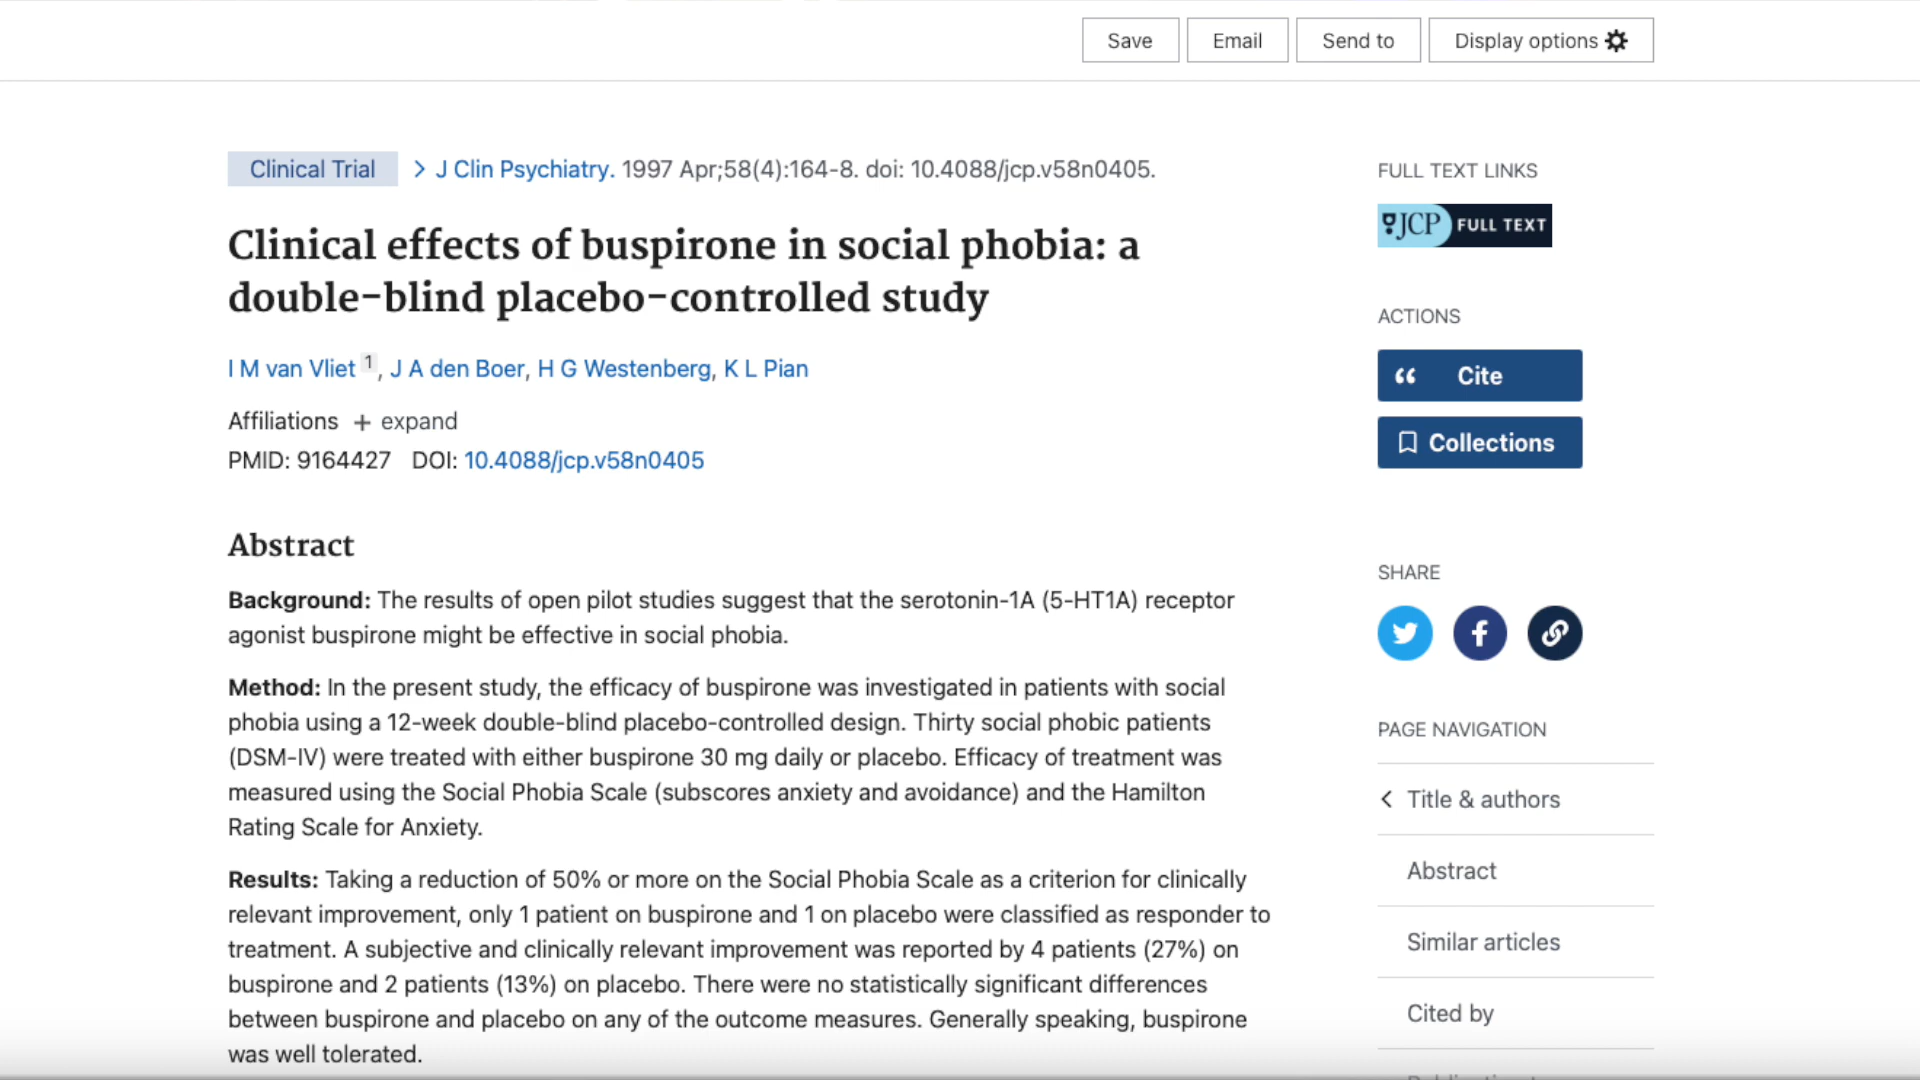 Save Email Send to Display options
Clinical Trial > J Clin Psychiatry. 1997 Apr;58(4):164-8. doi: 10.4088/jcp.v58n0405.
Clinical effects of buspirone in social phobia: a
double-blind placebo-controlled study
I M van Vliet 1, J A den Boer, H G Westenberg, K L Pian
Affiliations + expand
PMID: 9164427 DOI: 10.4088/jcp.v58n0405
Abstract
Background: The results of open pilot studies suggest that the serotonin-1A (5-HT1A) receptor
agonist buspirone might be effective in social phobia.
Method: In the present study, the efficacy of buspirone was investigated in patients with social
phobia using a 12-week double-blind placebo-controlled design. Thirty social phobic patients
(DSM-IV) were treated with either buspirone 30 mg daily or placebo. Efficacy of treatment was
measured using the Social Phobia Scale (subscores anxiety and avoidance) and the Hamilton
Rating Scale for Anxiety.
Results: Taking a reduction of 50% or more on the Social Phobia Scale as a criterion for clinically
relevant improvement, only 1 patient on buspirone and 1 on placebo were classified as responder to
treatment. A subjective and clinically relevant improvement was reported by 4 patients (27%) on
buspirone and 2 patients (13%) on placebo. There were no statistically significant differences
between buspirone and placebo on any of the outcome measures. Generally speaking, buspirone
was well tolerated.
FULL TEXT LINKS
JCP FULL TEXT
ACTIONS
Cite
Collections
SHARE
PAGE NAVIGATION
Title & authors
Abstract
Similar articles
Cited by